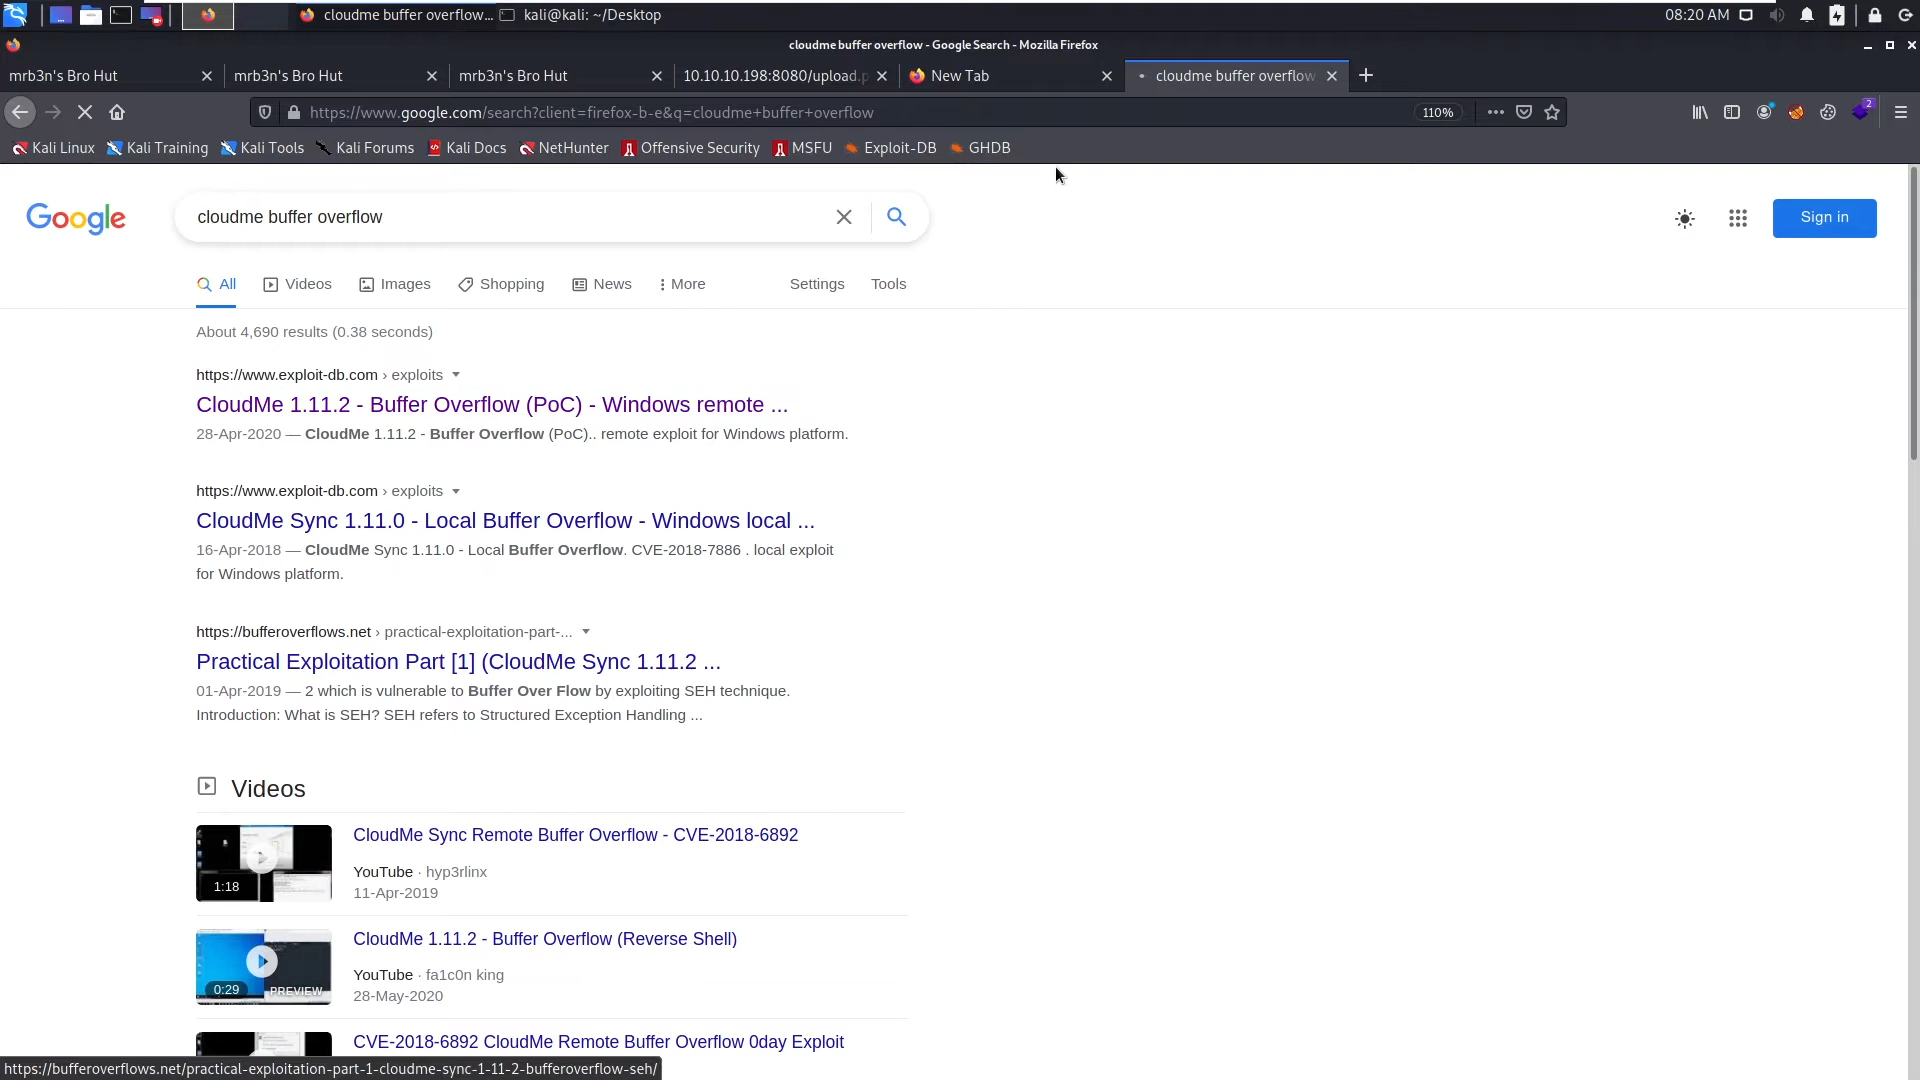 cloudme buffer overflow...
kali@kali: ~/Desktop
08:20 AM
cloudme buffer overflow - Google Search - Mozilla Firefox
mrb3n's Bro Hut
mrb3n's Bro Hut
mrb3n's Bro Hut
10.10.10.198:8080/upload.p
New Tab
cloudme buffer overflow
https://www.google.com/search?client=firefox-b-e&q=cloudme+buffer+overflow
110%
2
Kali Linux
Kali Training
Kali Tools
Kali Forums
Kali Docs
NetHunter
Offensive Security
MSFU
Exploit-DB
GHDB
Google
cloudme buffer overflow
Sign in
All
Videos
Images
Shopping
News
More
Settings
Tools
About 4,690 results (0.38 seconds)
https://www.exploit-db.com › exploits
CloudMe 1.11.2 - Buffer Overflow (PoC) - Windows remote ...
28-Apr-2020 — CloudMe 1.11.2 - Buffer Overflow (PoC).. remote exploit for Windows platform.
https://www.exploit-db.com › exploits
CloudMe Sync 1.11.0 - Local Buffer Overflow - Windows local ...
16-Apr-2018 — CloudMe Sync 1.11.0 - Local Buffer Overflow. CVE-2018-7886 . local exploit
for Windows platform.
https://bufferoverflows.net › practical-exploitation-part-...
Practical Exploitation Part [1] (CloudMe Sync 1.11.2 ...
01-Apr-2019 — 2 which is vulnerable to Buffer Over Flow by exploiting SEH technique.
Introduction: What is SEH? SEH refers to Structured Exception Handling ...
Videos
CloudMe Sync Remote Buffer Overflow - CVE-2018-6892
YouTube · hyp3rlinx
11-Apr-2019
1:18
CloudMe 1.11.2 - Buffer Overflow (Reverse Shell)
YouTube · fa1c0n king
28-May-2020
0:29
PREVIEW
CVE-2018-6892 CloudMe Remote Buffer Overflow 0day Exploit
https://bufferoverflows.net/practical-exploitation-part-1-cloudme-sync-1-11-2-bufferoverflow-seh/